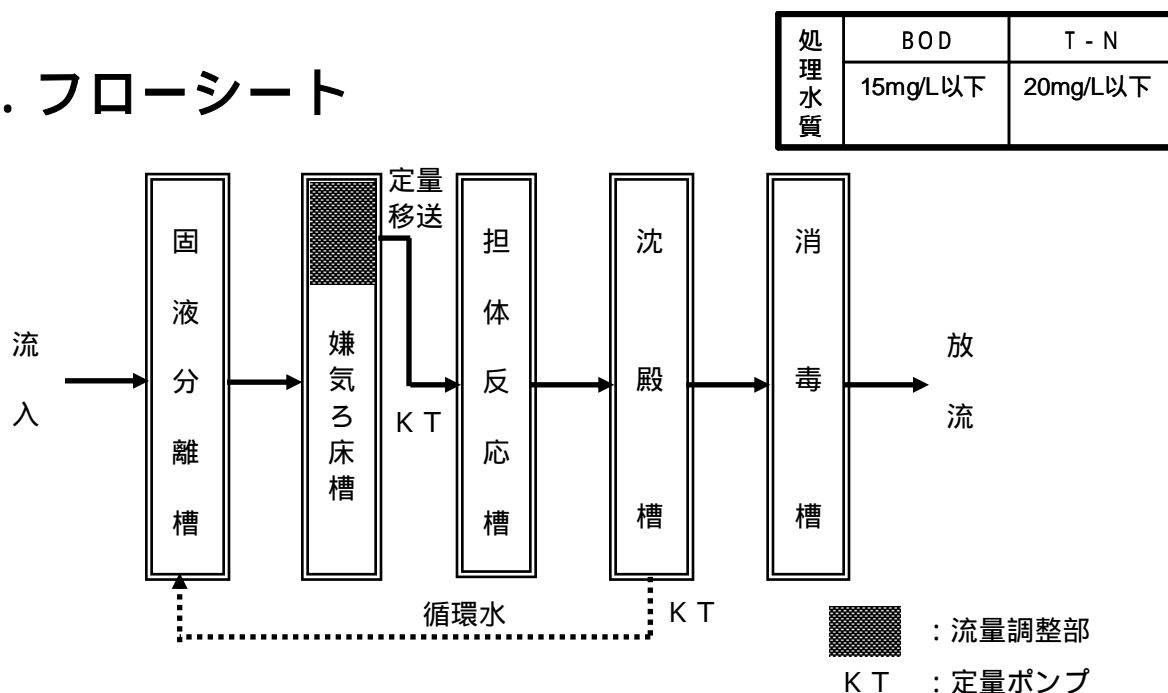 . フローシート
処理水質
BOD
T-N
15mg/L以下
20mg/L以下
流入
固液分離槽
嫌気ろ床槽
定量
移送
KT
担体反応槽
沈殿槽
消毒槽
放流
循環水
KT
：流量調整部
KT ：定量ポンプ